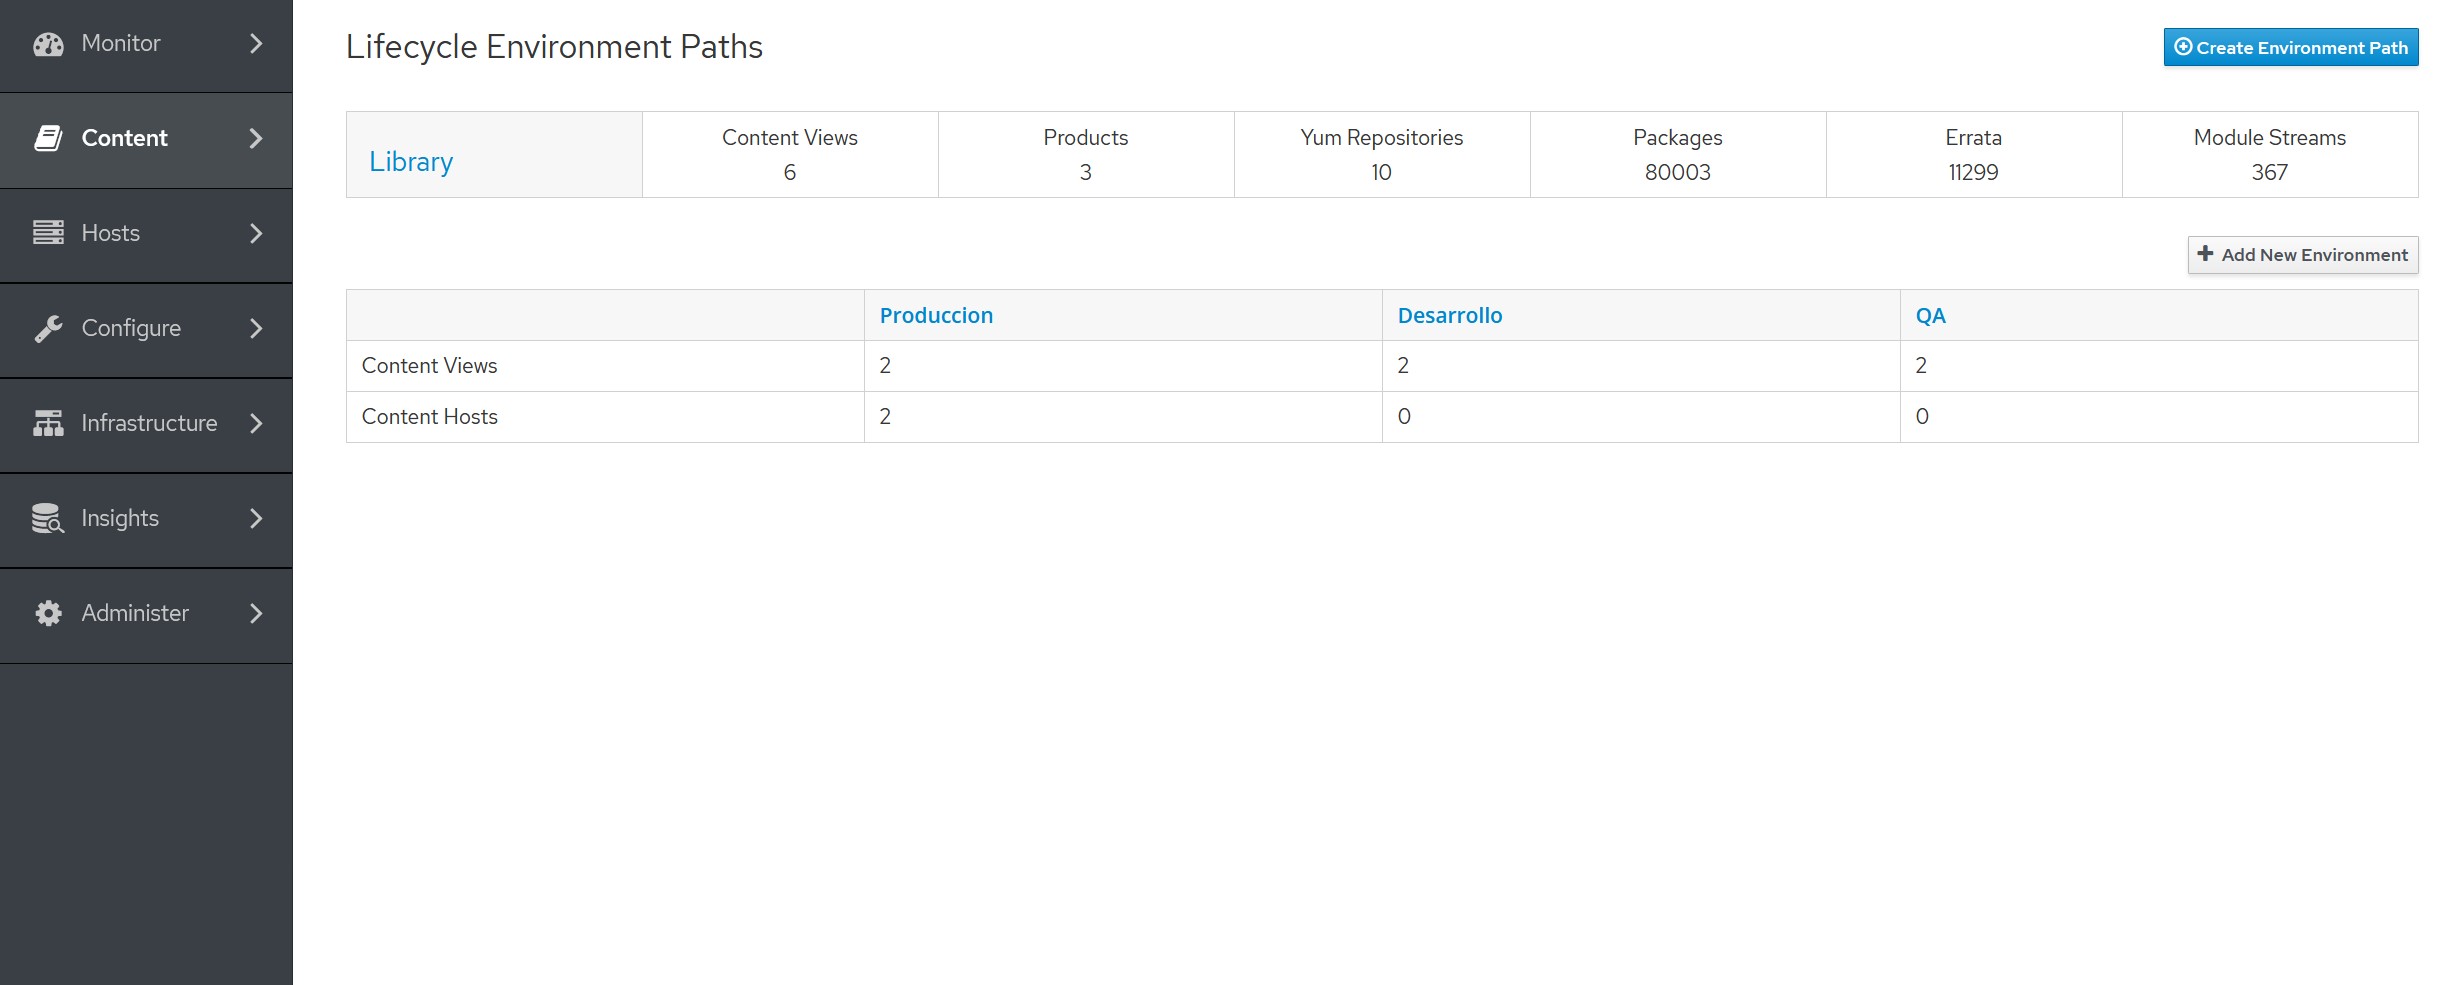 Monitor
Content
Hosts
Configure
Infrastructure
Insights
Administer
Lifecycle Environment Paths
Create Environment Path
Library
Content Views Products Yum Repositories Packages Errata Module Streams
6 3 10 80003 11299 367
Add New Environment
Produccion Desarrollo QA
Content Views 2 2 2
Content Hosts 2 0 0